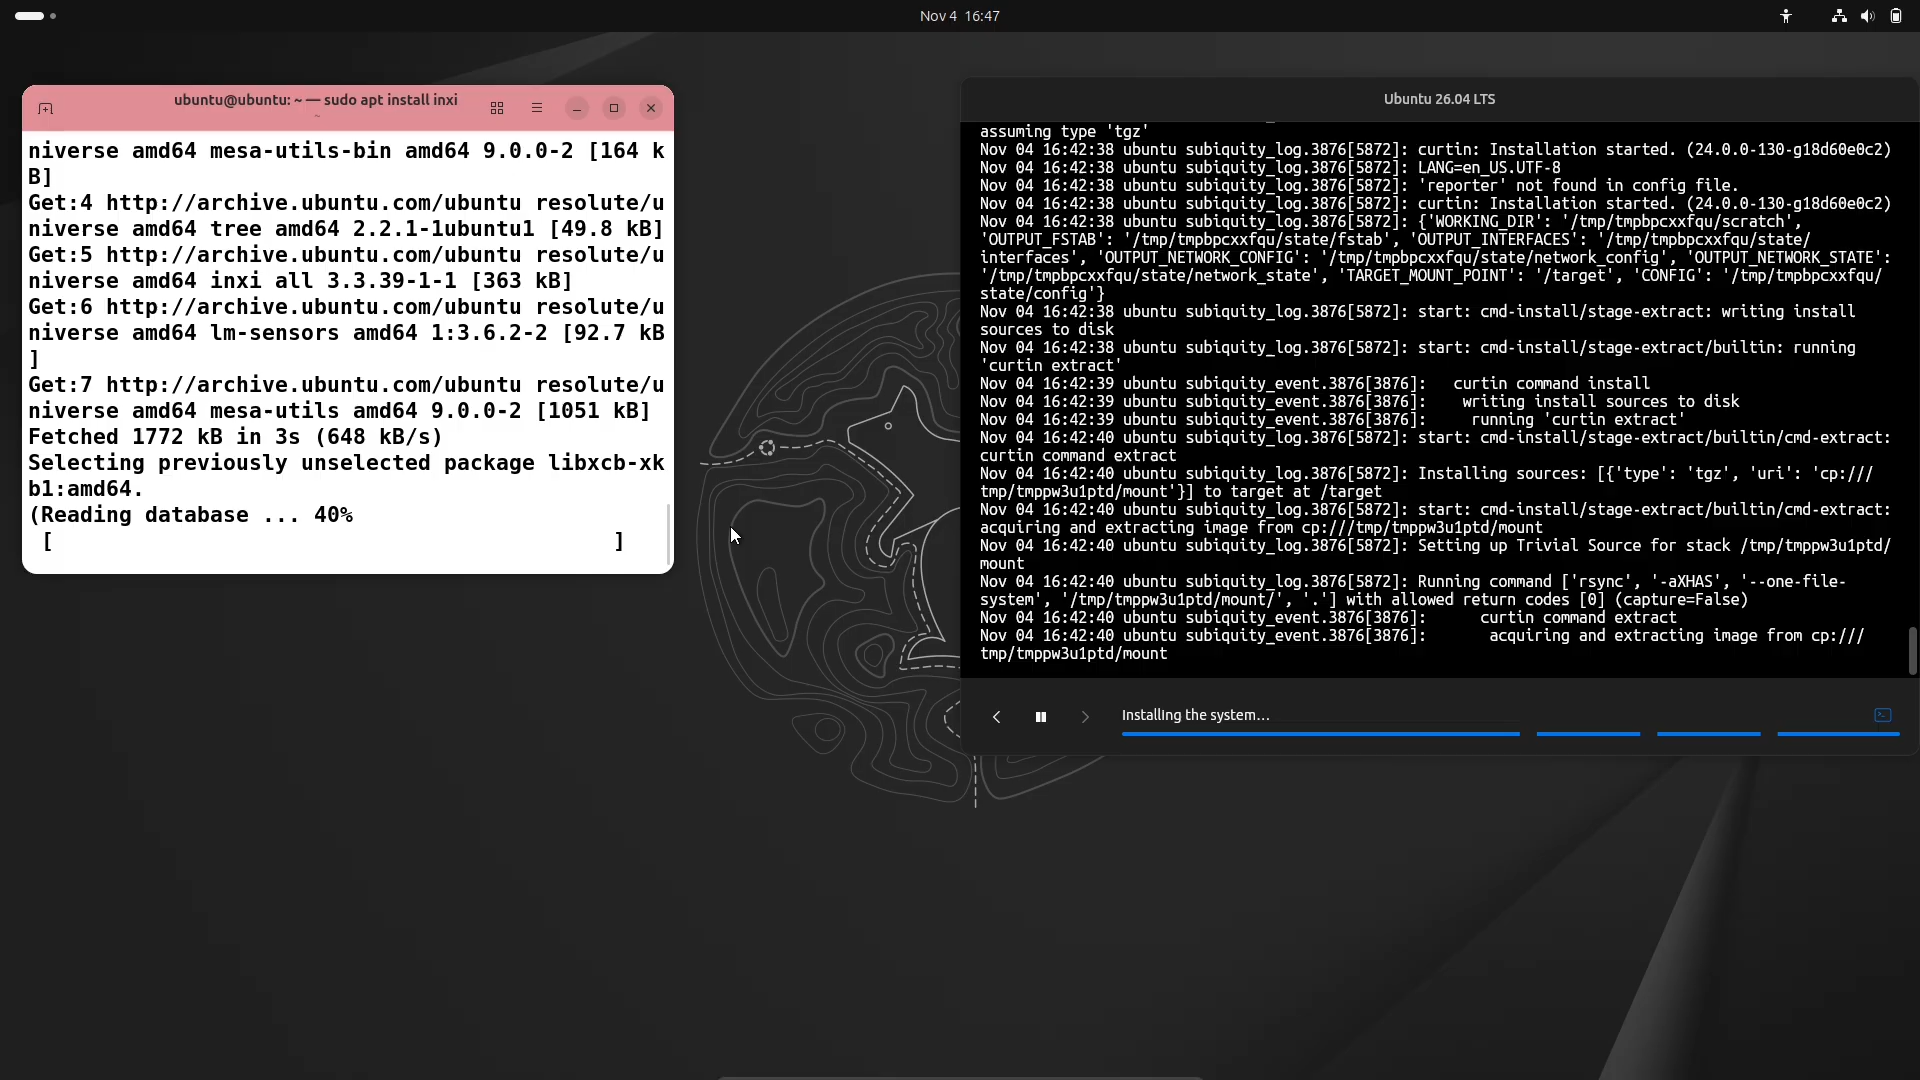 Nov 4 16:47
ubuntu@ubuntu: ~ — sudo apt install inxi
~
niverse amd64 mesa-utils-bin amd64 9.0.0-2 [164 k
B]
Get:4 http://archive.ubuntu.com/ubuntu resolute/u
niverse amd64 tree amd64 2.2.1-1ubuntu1 [49.8 kB]
Get:5 http://archive.ubuntu.com/ubuntu resolute/u
niverse amd64 inxi all 3.3.39-1-1 [363 kB]
Get:6 http://archive.ubuntu.com/ubuntu resolute/u
niverse amd64 lm-sensors amd64 1:3.6.2-2 [92.7 kB
]
Get:7 http://archive.ubuntu.com/ubuntu resolute/u
niverse amd64 mesa-utils amd64 9.0.0-2 [1051 kB]
Fetched 1772 kB in 3s (648 kB/s)
Selecting previously unselected package libxcb-xk
b1:amd64.
(Reading database ... 40%
[                                            ]
Ubuntu 26.04 LTS
assuming type 'tgz'
Nov 04 16:42:38 ubuntu subiquity_log.3876[5872]: curtin: Installation started. (24.0.0-130-g18d60e0c2)
Nov 04 16:42:38 ubuntu subiquity_log.3876[5872]: LANG=en_US.UTF-8
Nov 04 16:42:38 ubuntu subiquity_log.3876[5872]: 'reporter' not found in config file.
Nov 04 16:42:38 ubuntu subiquity_log.3876[5872]: curtin: Installation started. (24.0.0-130-g18d60e0c2)
Nov 04 16:42:38 ubuntu subiquity_log.3876[5872]: {'WORKING_DIR': '/tmp/tmpbpcxxfqu/scratch',
'OUTPUT_FSTAB': '/tmp/tmpbpcxxfqu/state/fstab', 'OUTPUT_INTERFACES': '/tmp/tmpbpcxxfqu/state/
interfaces', 'OUTPUT_NETWORK_CONFIG': '/tmp/tmpbpcxxfqu/state/network_config', 'OUTPUT_NETWORK_STATE':
'/tmp/tmpbpcxxfqu/state/network_state', 'TARGET_MOUNT_POINT': '/target', 'CONFIG': '/tmp/tmpbpcxxfqu/
state/config'}
Nov 04 16:42:38 ubuntu subiquity_log.3876[5872]: start: cmd-install/stage-extract: writing install
sources to disk
Nov 04 16:42:38 ubuntu subiquity_log.3876[5872]: start: cmd-install/stage-extract/builtin: running
'curtin extract'
Nov 04 16:42:39 ubuntu subiquity_event.3876[3876]:   curtin command install
Nov 04 16:42:39 ubuntu subiquity_event.3876[3876]:    writing install sources to disk
Nov 04 16:42:39 ubuntu subiquity_event.3876[3876]:     running 'curtin extract'
Nov 04 16:42:40 ubuntu subiquity_log.3876[5872]: start: cmd-install/stage-extract/builtin/cmd-extract:
curtin command extract
Nov 04 16:42:40 ubuntu subiquity_log.3876[5872]: Installing sources: [{'type': 'tgz', 'uri': 'cp:///
tmp/tmppw3u1ptd/mount'}] to target at /target
Nov 04 16:42:40 ubuntu subiquity_log.3876[5872]: start: cmd-install/stage-extract/builtin/cmd-extract:
acquiring and extracting image from cp:///tmp/tmppw3u1ptd/mount
Nov 04 16:42:40 ubuntu subiquity_log.3876[5872]: Setting up Trivial Source for stack /tmp/tmppw3u1ptd/
mount
Nov 04 16:42:40 ubuntu subiquity_log.3876[5872]: Running command ['rsync', '-aXHAS', '--one-file-
system', '/tmp/tmppw3u1ptd/mount/', '.'] with allowed return codes [0] (capture=False)
Nov 04 16:42:40 ubuntu subiquity_event.3876[3876]:      curtin command extract
Nov 04 16:42:40 ubuntu subiquity_event.3876[3876]:       acquiring and extracting image from cp:///
tmp/tmppw3u1ptd/mount
Installing the system…